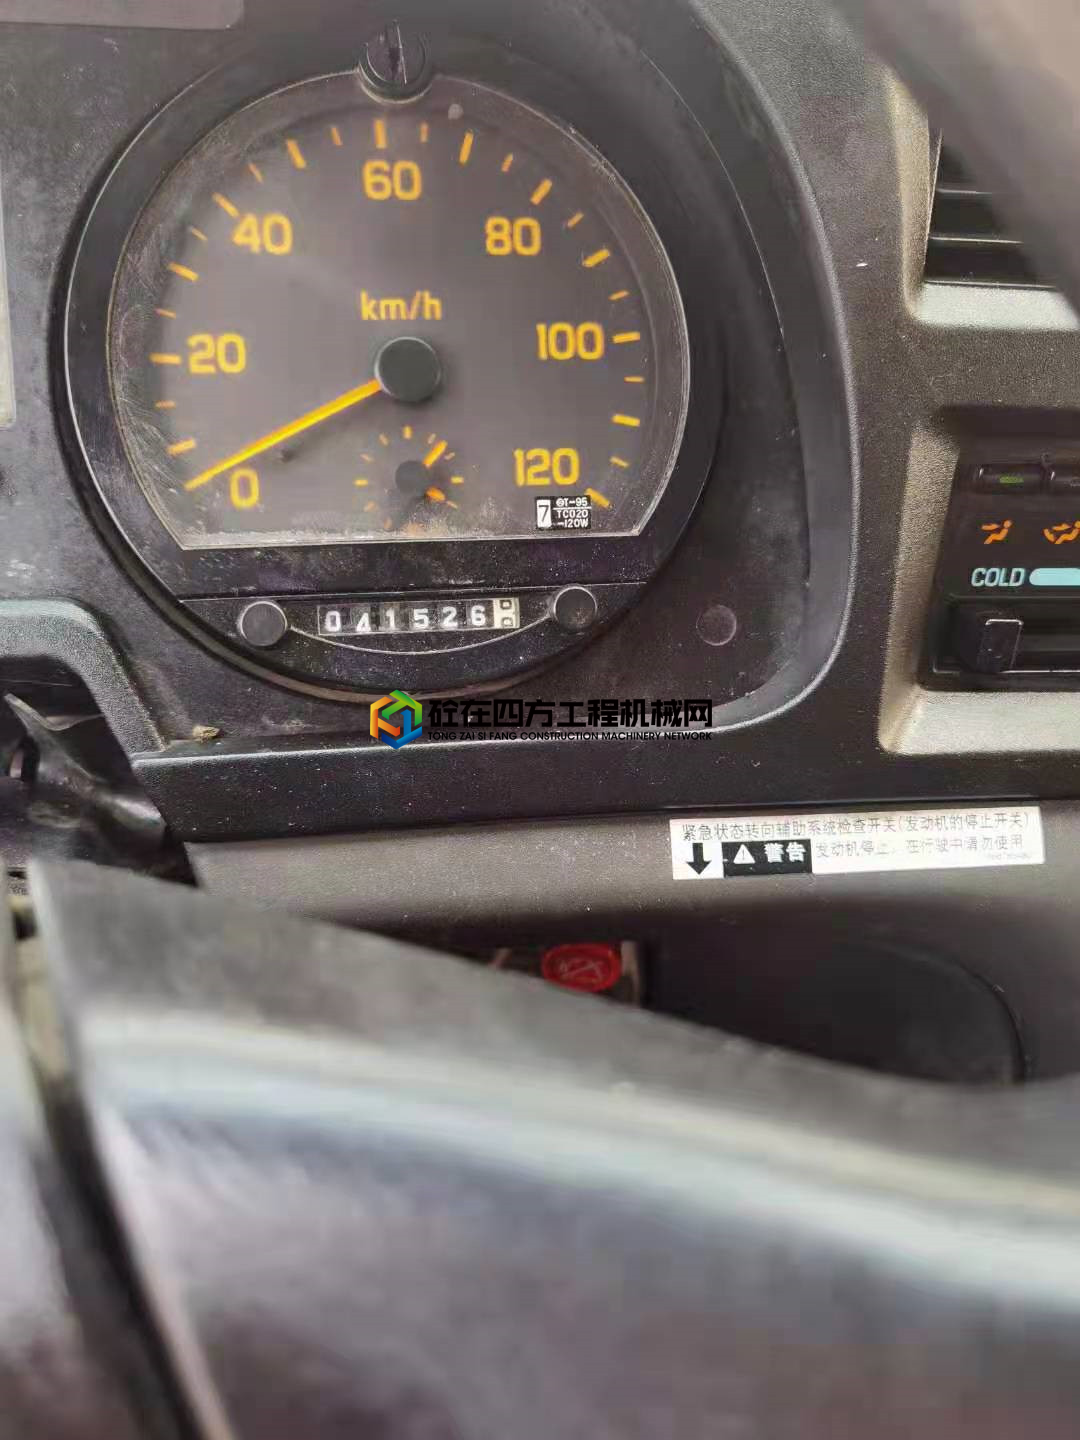 60
40
80
km/h
20
100
0
120
7
TC02D
-120W
COLD
041526
砼在四方工程机械网
TONG ZAI SI FANG CONSTRUCTION MACHINERY NETWORK
紧急状态转向辅助系统检查开关(发动机的停止开关)
警告 发动机停止，在行驶中请勿使用